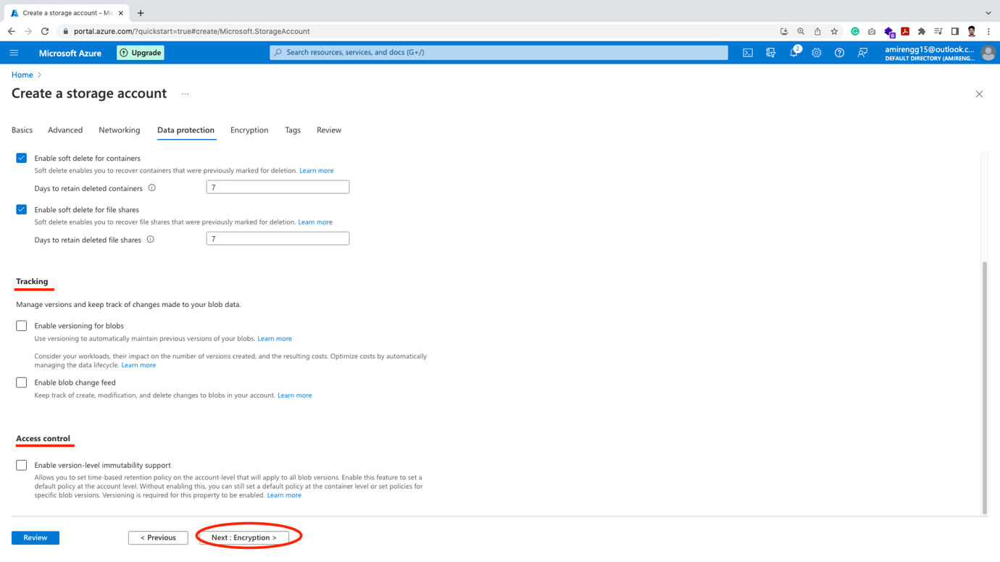 Create a storage account - Mic
portal.azure.com/?quickstart=true#create/Microsoft.StorageAccount
9
Microsoft Azure
Upgrade
Search resources, services, and docs (G+/)
2
amirengg15@outlook.c...
DEFAULT DIRECTORY (AMIRENG...
Home >
Create a storage account ...
Basics Advanced Networking Data protection Encryption Tags Review
Enable soft delete for containers
Soft delete enables you to recover containers that were previously marked for deletion. Learn more
Days to retain deleted containers 7
Enable soft delete for file shares
Soft delete enables you to recover file shares that were previously marked for deletion. Learn more
Days to retain deleted file shares 7
Tracking
Manage versions and keep track of changes made to your blob data.
Enable versioning for blobs
Use versioning to automatically maintain previous versions of your blobs. Learn more
Consider your workloads, their impact on the number of versions created, and the resulting costs. Optimize costs by automatically
managing the data lifecycle. Learn more
Enable blob change feed
Keep track of create, modification, and delete changes to blobs in your account. Learn more
Access control
Enable version-level immutability support
Allows you to set time-based retention policy on the account-level that will apply to all blob versions. Enable this feature to set a
default policy at the account level. Without enabling this, you can still set a default policy at the container level or set policies for
specific blob versions. Versioning is required for this property to be enabled. Learn more
Review < Previous Next : Encryption >